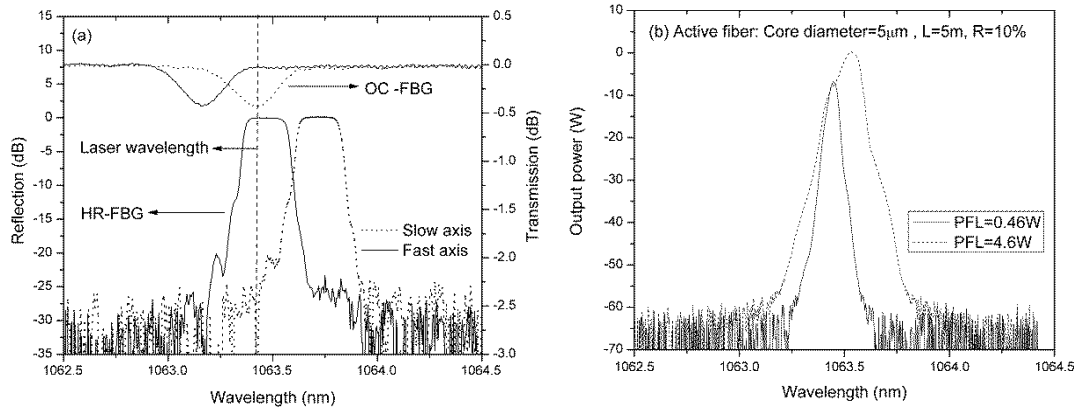 (a)
OC -FBG
Laser wavelength
HR-FBG
Slow axis
Fast axis
15
10
5
0
-5
-10
-15
-20
-25
-30
-35
Reflection (dB)
0.5
0.0
-0.5
-1.0
-1.5
-2.0
-2.5
-3.0
Transmission (dB)
1062.5 1063.0 1063.5 1064.0 1064.5
Wavelength (nm)
(b) Active fiber: Core diameter=5μm , L=5m, R=10%
PFL=0.46W
PFL=4.6W
10
0
-10
-20
-30
-40
-50
-60
-70
Output power (W)
1062.5 1063.0 1063.5 1064.0 1064.5
Wavelength (nm)